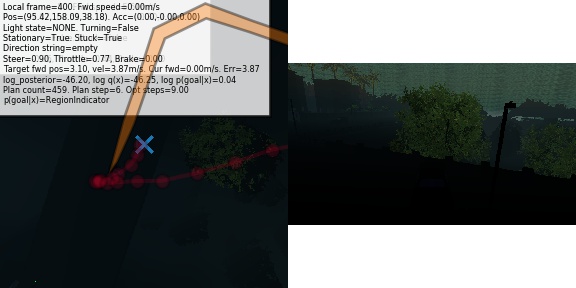 Local frame=400. Fwd speed=0.00m/s
Pos=(95.42,158.09,38.18). Acc=(0.00,-0.00,0.00)
Light state=NONE. Turning=False
Stationary=True. Stuck=True
Direction string=empty
Steer=0.90, Throttle=0.77, Brake=0.00
Target fwd pos=3.10, vel=3.87m/s. Cur fwd=0.00m/s. Err=3.87
log_posterior=-46.20, log q(x)=-46.25, log p(goal|x)=0.04
Plan count=459. Plan step=6. Opt steps=9.00
p(goal|x)=RegionIndicator